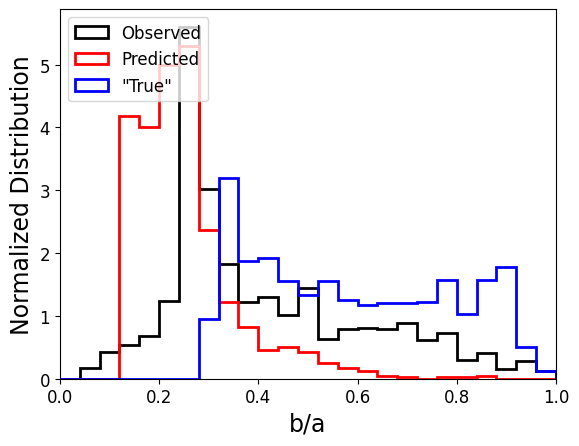 Observed
Predicted
"True"
Normalized Distribution
5
4
3
2
1
0
0.0 0.2 0.4 0.6 0.8 1.0
b/a